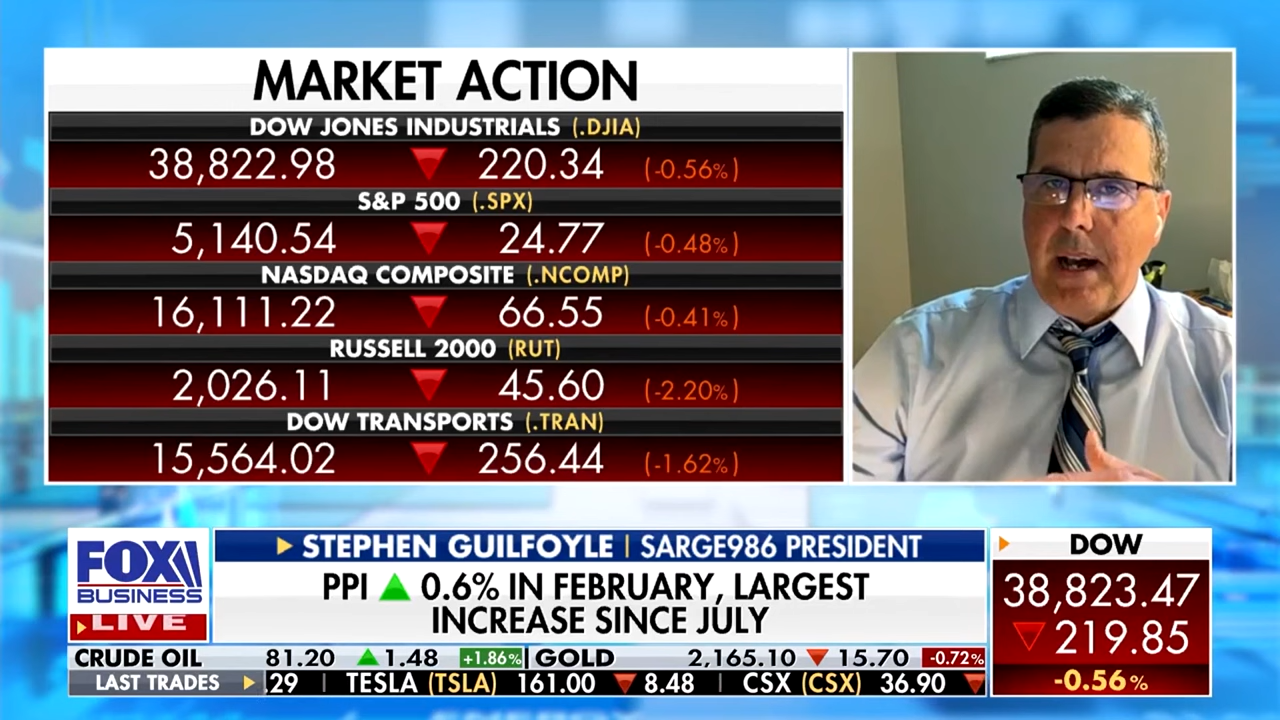 MARKET ACTION
DOW JONES INDUSTRIALS (.DJIA)
38,822.98 ▼ 220.34 (-0.56%)
S&P 500 (.SPX)
5,140.54 ▼ 24.77 (-0.48%)
NASDAQ COMPOSITE (.NCOMP)
16,111.22 ▼ 66.55 (-0.41%)
RUSSELL 2000 (RUT)
2,026.11 ▼ 45.60 (-2.20%)
DOW TRANSPORTS (.TRAN)
15,564.02 ▼ 256.44 (-1.62%)
FOX
BUSINESS
LIVE
STEPHEN GUILFOYLE | SARGE986 PRESIDENT
PPI ▲ 0.6% IN FEBRUARY, LARGEST
INCREASE SINCE JULY
DOW
38,823.47
▽ 219.85
-0.56%
CRUDE OIL 81.20 ▲ 1.48 +1.86% GOLD 2,165.10 ▼ 15.70 -0.72%
LAST TRADES .29 | TESLA (TSLA) 161.00 ▼ 8.48 | CSX (CSX) 36.90 ▼